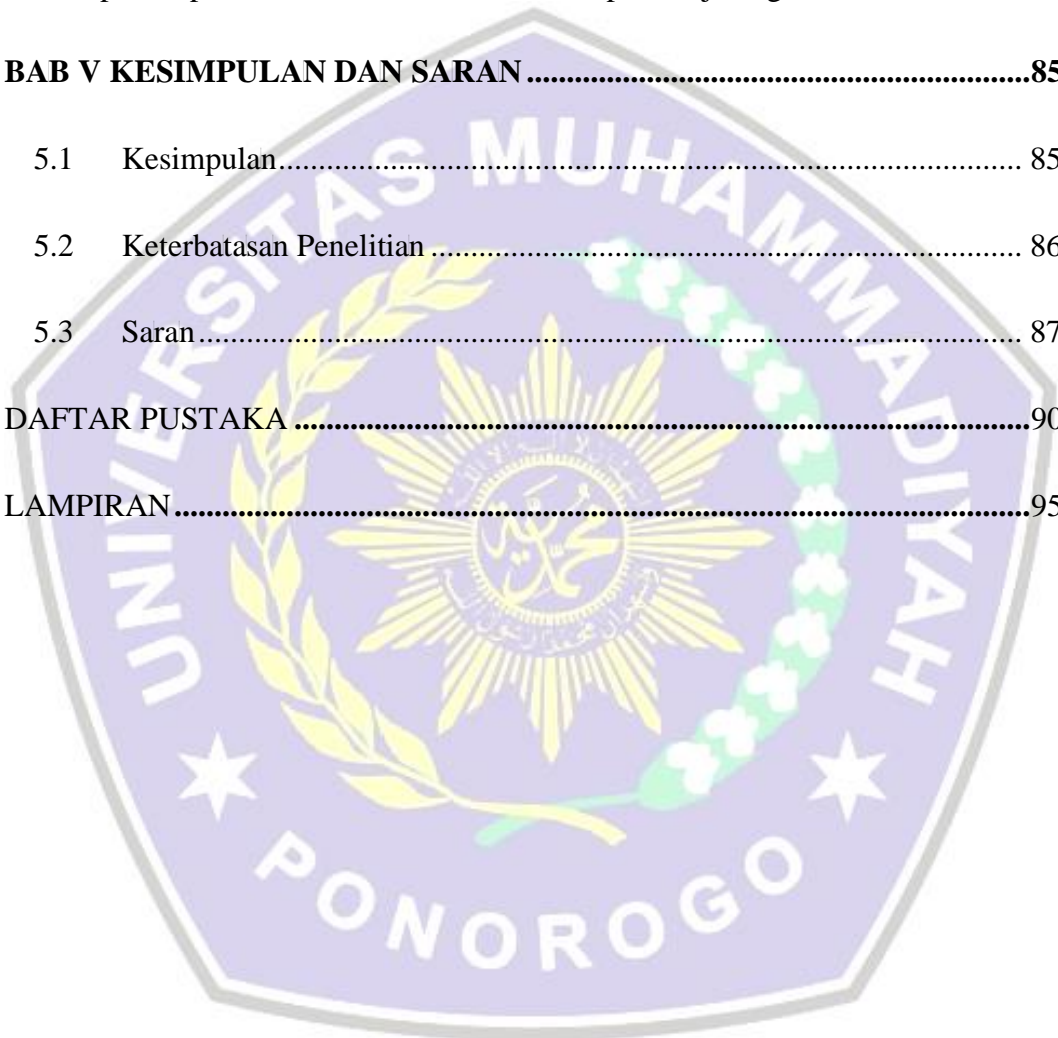 BAB V KESIMPULAN DAN SARAN........................................................................85
5.1 Kesimpulan........................................................................ 85
5.2 Keterbatasan Penelitian........................................................................ 86
5.3 Saran........................................................................ 87
DAFTAR PUSTAKA........................................................................90
LAMPIRAN........................................................................95
UNIVERSITAS MUHAMMADIYAH
PONOROGO